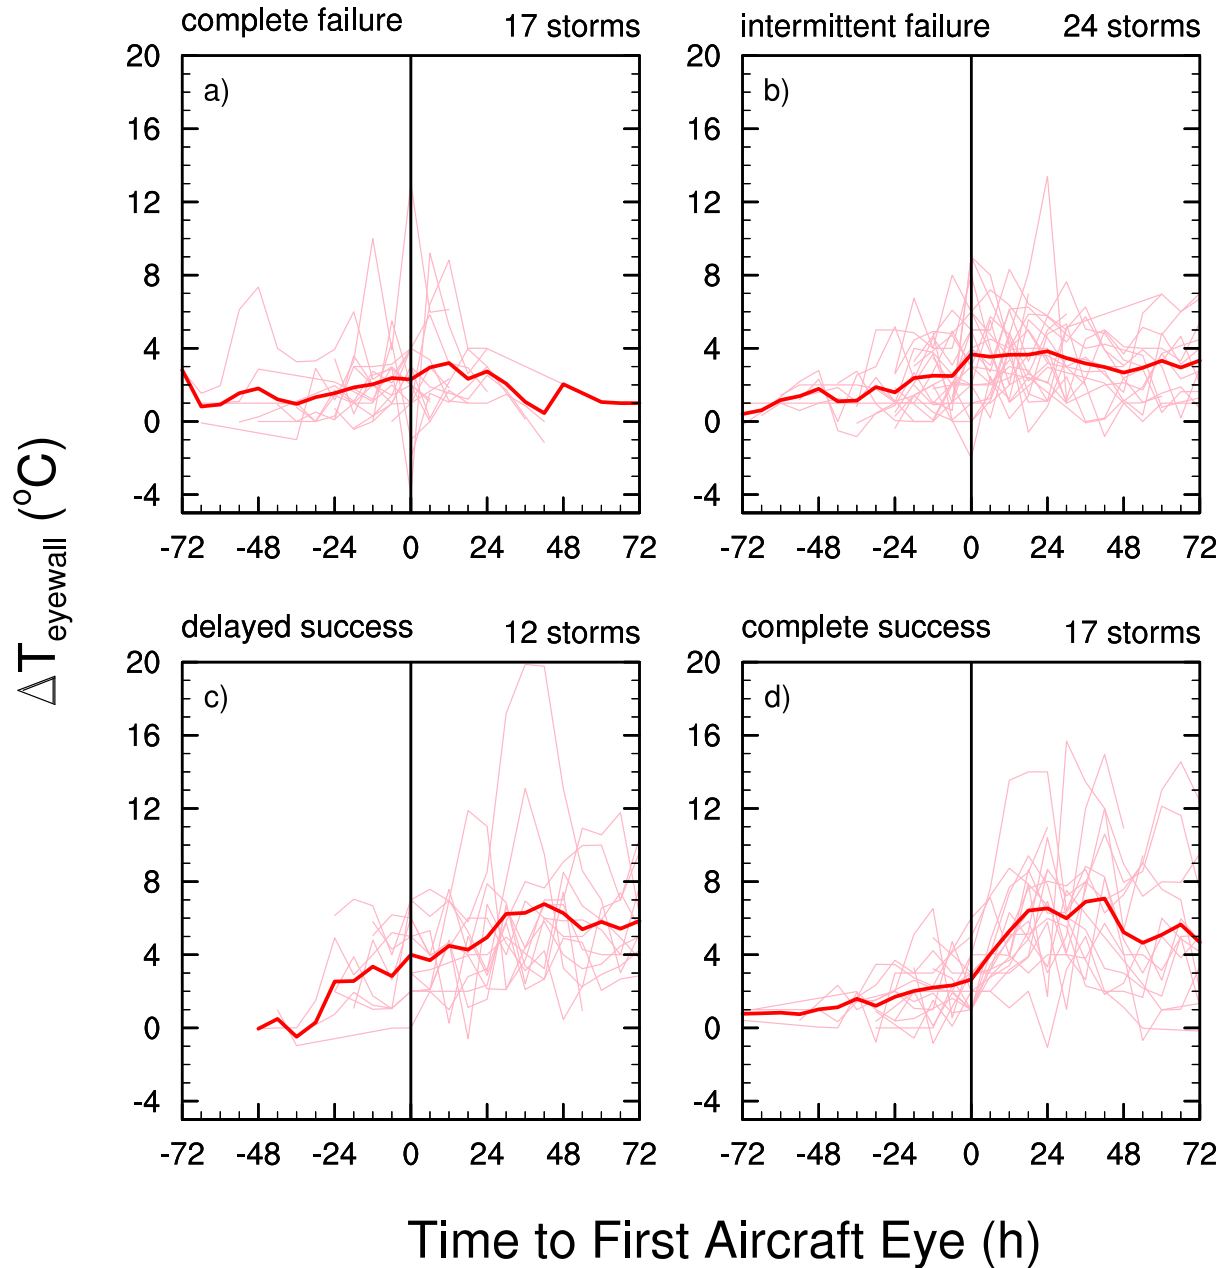 complete failure 17 storms
intermittent failure 24 storms
a)
b)
20
16
12
8
4
0
-4
-72 -48 -24 0 24 48 72
20
16
12
8
4
0
-4
-72 -48 -24 0 24 48 72
ΔT eyewall (°C)
delayed success 12 storms
complete success 17 storms
c)
d)
20
16
12
8
4
0
-4
-72 -48 -24 0 24 48 72
20
16
12
8
4
0
-4
-72 -48 -24 0 24 48 72
Time to First Aircraft Eye (h)